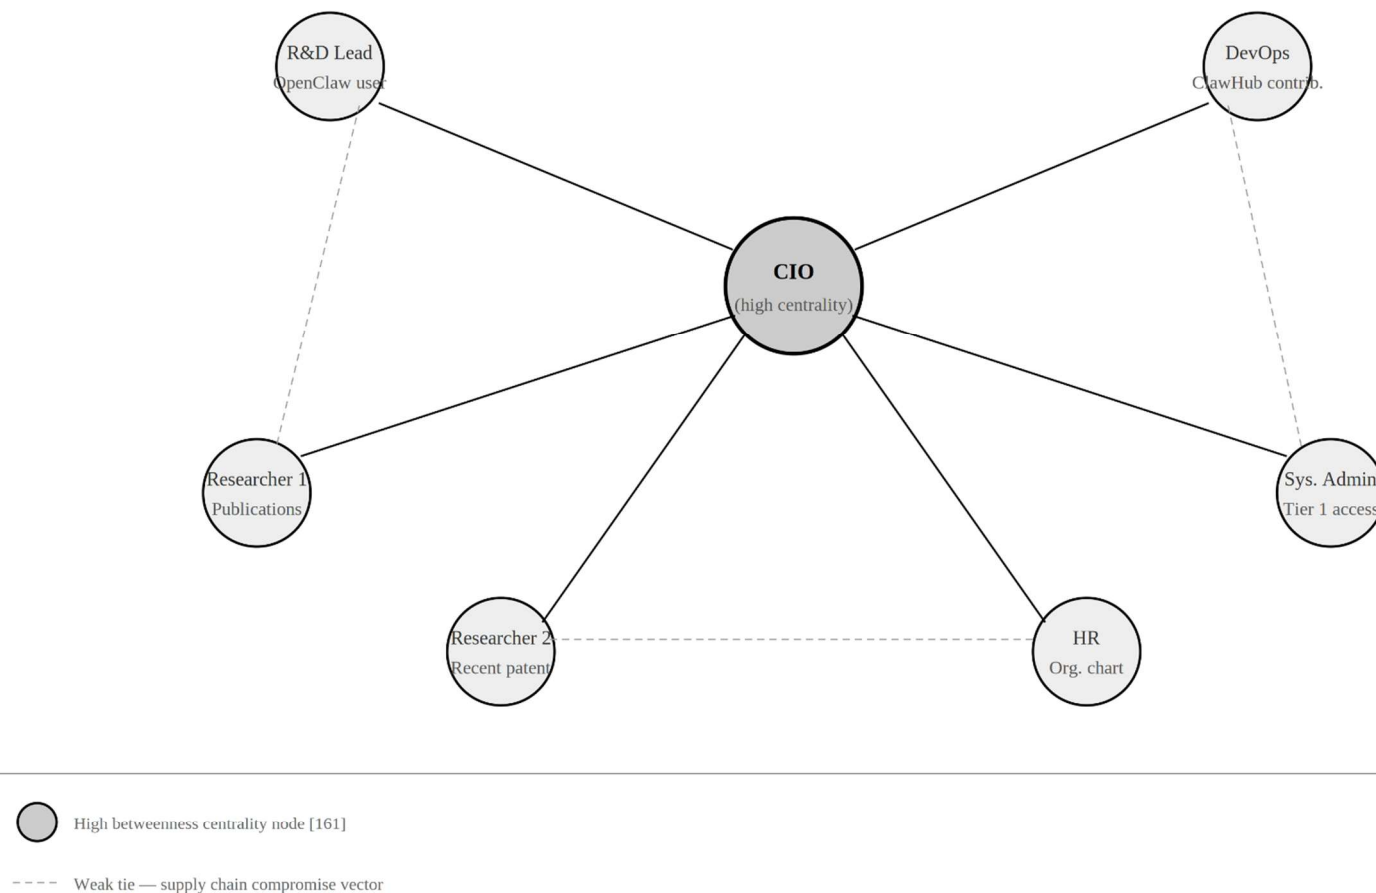 R&D Lead
OpenClaw user
DevOps
ClawHub contrib.
CIO
(high centrality)
Researcher 1
Publications
Sys. Admin
Tier 1 access
Researcher 2
Recent patent
HR
Org. chart
High betweenness centrality node [161]
Weak tie — supply chain compromise vector